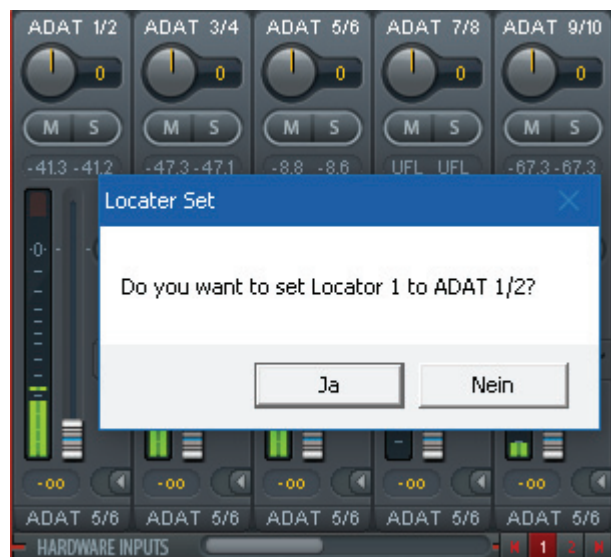 ADAT 1/2 ADAT 3/4 ADAT 5/6 ADAT 7/8 ADAT 9/10
0 0 0 0 0
M S M S M S M S M S
-41.3 -41.2 -47.3 -47.1 -8.8 -8.6 UFL UFL -67.3 -67.3
Locater Set
-0-
Do you want to set Locator 1 to ADAT 1/2?
Ja Nein
-oo -oo -oo -oo -oo
ADAT 5/6 ADAT 5/6 ADAT 5/6 ADAT 5/6 ADAT 5/6
HARDWARE INPUTS 1 2